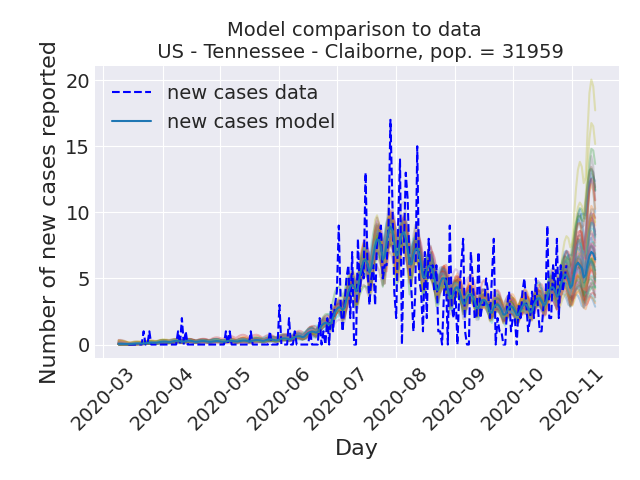 Model comparison to data
US - Tennessee - Claiborne, pop. = 31959
Number of new cases reported
20
15
10
5
0
new cases data
new cases model
2020-03
2020-04
2020-05
2020-06
2020-07
2020-08
2020-09
2020-10
2020-11
Day